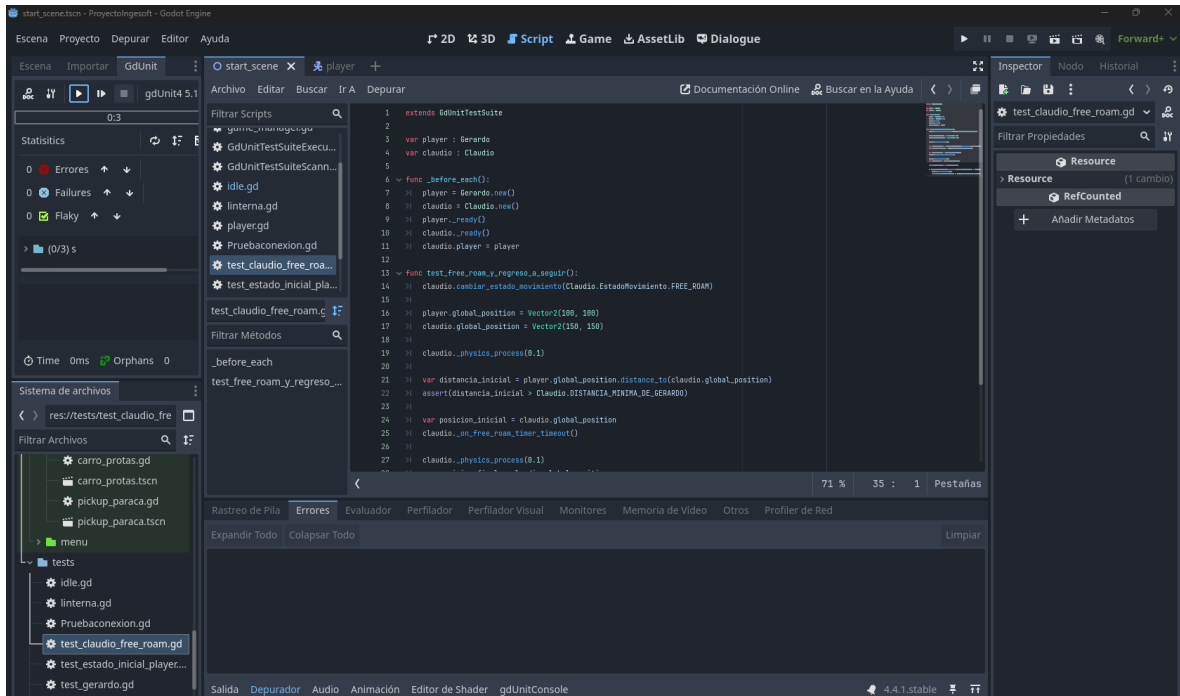 start_scene.tscn - ProyectoIngesoft - Godot Engine
Escena Proyecto Depurar Editor Ayuda
2D 3D Script Game AssetLib Dialogue
Forward+
Escena Importar GdUnit
gdUnit4 5.1
0:3
Statisitics
0 Errores
0 Failures
0 Flaky
(0/3) s
Time 0ms Orphans 0
Sistema de archivos
res://tests/test_claudio_fre
Filtrar Archivos
carro_protas.gd
carro_protas.tscn
pickup_paraca.gd
pickup_paraca.tscn
menu
tests
idle.gd
linterna.gd
Pruebaconexion.gd
test_claudio_free_roam.gd
test_estado_inicial_player....
test_gerardo.gd
start_scene player
Archivo Editar Buscar Ir A Depurar
Documentación Online Buscar en la Ayuda
Filtrar Scripts
game_manager.gd
GdUnitTestSuiteExecu...
GdUnitTestSuiteScann...
idle.gd
linterna.gd
player.gd
Pruebaconexion.gd
test_claudio_free_roa...
test_estado_inicial_pla...
test_claudio_free_roam.g
Filtrar Métodos
_before_each
test_free_roam_y_regreso_...
1 extends GdUnitTestSuite
2
3 var player : Gerardo
4 var claudio : Claudio
5
6 func _before_each():
7 player = Gerardo.new()
8 claudio = Claudio.new()
9 player._ready()
10 claudio._ready()
11 claudio.player = player
12
13 func test_free_roam_y_regreso_a_seguir():
14 claudio.cambiar_estado_movimiento(Claudio.EstadoMovimiento.FREE_ROAM)
15
16 player.global_position = Vector2(100, 100)
17 claudio.global_position = Vector2(150, 150)
18
19 claudio._physics_process(0.1)
20
21 var distancia_inicial = player.global_position.distance_to(claudio.global_position)
22 assert(distancia_inicial > Claudio.DISTANCIA_MINIMA_DE_GERARDO)
23
24 var posicion_inicial = claudio.global_position
25 claudio._on_free_roam_timer_timeout()
26
27 claudio._physics_process(0.1)
71 % 35 : 1 Pestañas
Rastreo de Pila Errores Evaluador Perfilador Perfilador Visual Monitores Memoria de Vídeo Otros Profiler de Red
Expandir Todo Colapsar Todo Limpiar
Salida Depurador Audio Animación Editor de Shader gdUnitConsole 4.4.1.stable
Inspector Nodo Historial
test_claudio_free_roam.gd
Filtrar Propiedades
Resource
Resource (1 cambio)
RefCounted
Añadir Metadatos